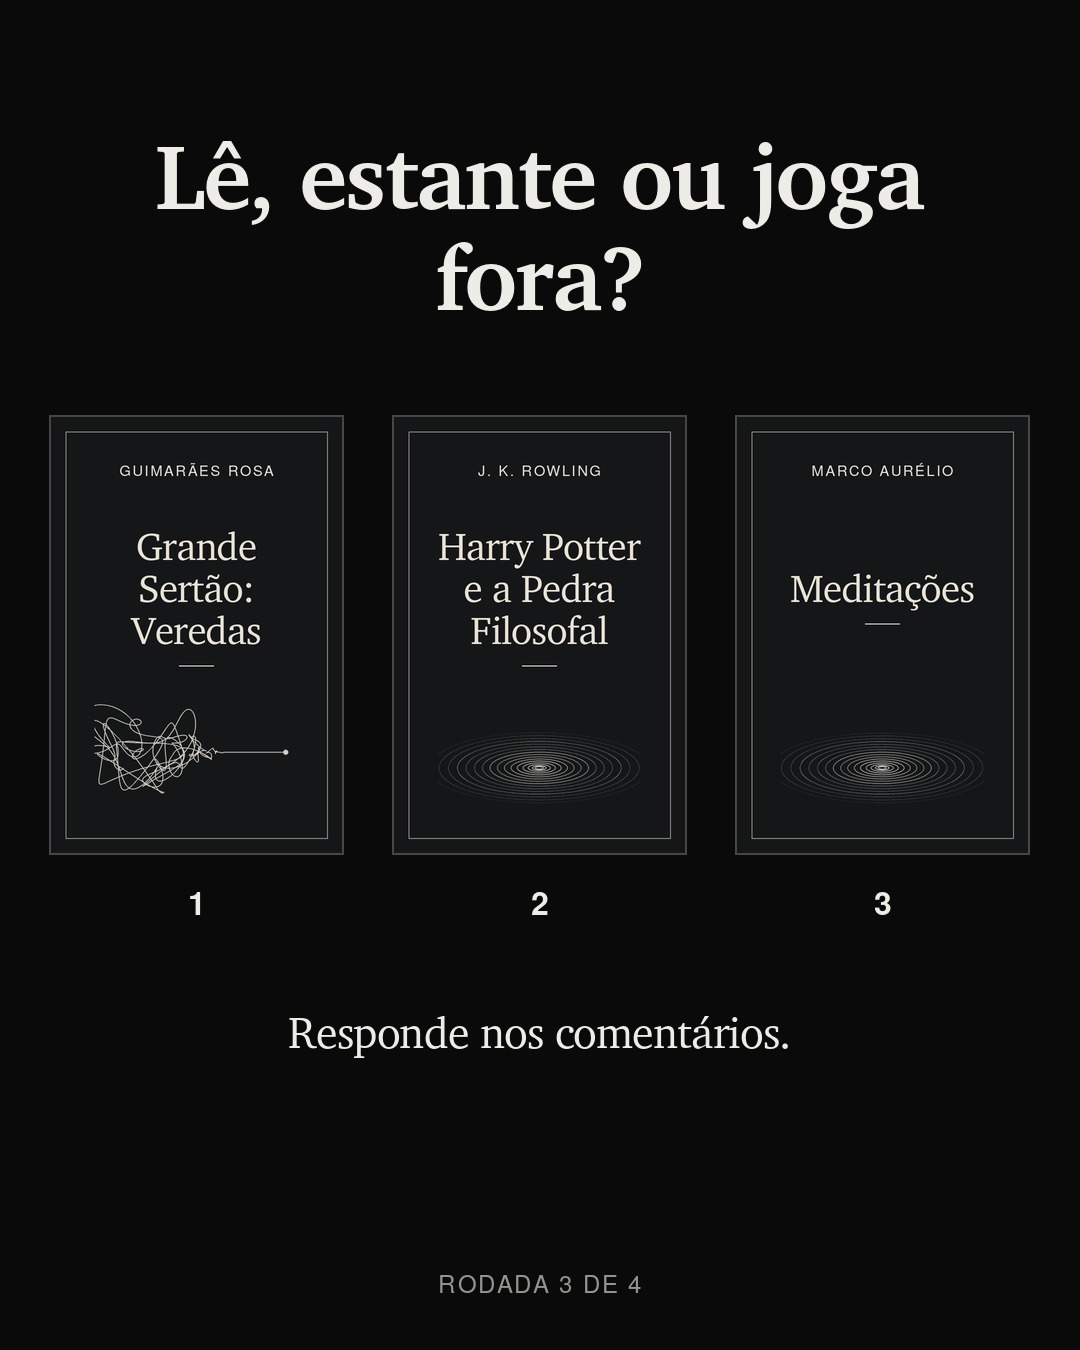 Lê, estante ou joga
fora?
GUIMARÃES ROSA
Grande
Sertão:
Veredas
1
J. K. ROWLING
Harry Potter
e a Pedra
Filosofal
2
MARCO AURÉLIO
Meditações
3
Responde nos comentários.
RODADA 3 DE 4